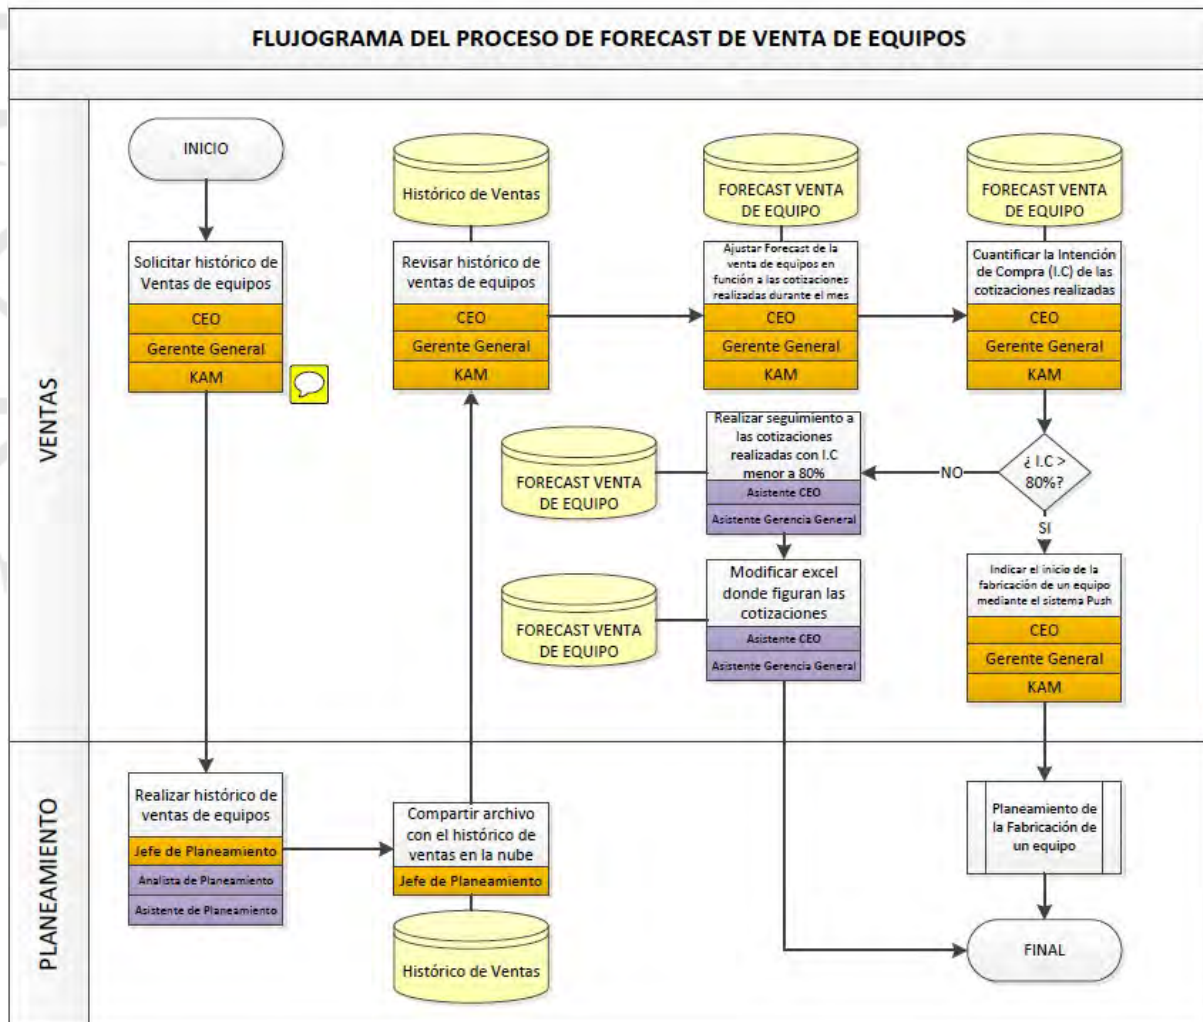 FLUJOGRAMA DEL PROCESO DE FORECAST DE VENTA DE EQUIPOS
VENTAS
INICIO
Solicitar histórico de
Ventas de equipos
CEO
Gerente General
KAM
Histórico de Ventas
Revisar histórico de
ventas de equipos
CEO
Gerente General
KAM
FORECAST VENTA
DE EQUIPO
Ajustar Forecast de la
venta de equipos en
función a las cotizaciones
realizadas durante el mes
CEO
Gerente General
KAM
FORECAST VENTA
DE EQUIPO
Cuantificar la Intención
de Compra (I.C) de las
cotizaciones realizadas
CEO
Gerente General
KAM
¿ I.C >
80%?
NO
SI
FORECAST VENTA
DE EQUIPO
Realizar seguimiento a
las cotizaciones
realizadas con I.C
menor a 80%
Asistente CEO
Asistente Gerencia General
FORECAST VENTA
DE EQUIPO
Modificar excel
donde figuran las
cotizaciones
Asistente CEO
Asistente Gerencia General
Indicar el inicio de la
fabricación de un equipo
mediante el sistema Push
CEO
Gerente General
KAM
PLANEAMIENTO
Realizar histórico de
ventas de equipos
Jefe de Planeamiento
Analista de Planeamiento
Asistente de Planeamiento
Compartir archivo
con el histórico de
ventas en la nube
Jefe de Planeamiento
Histórico de Ventas
Planeamiento de
la Fabricación de
un equipo
FINAL